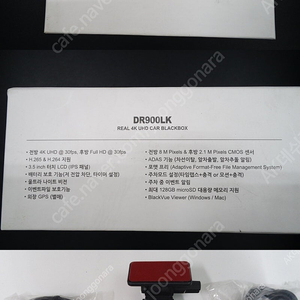 DR900LK
REAL 4K UHD CAR BLACKBOX
• 전방 4K UHD @ 30fps, 후방 Full HD @ 30fps
• H.265 & H.264 지원
• 3.5 inch 터치 LCD (IPS 패널)
• 배터리 보호 기능(저 전압 차단, 타이머 설정)
• 울트라 나이트 비전
• 이벤트파일 보호기능
• 외장 GPS (별매)
• 전방 8 M Pixels & 후방 2.1 M Pixels CMOS 센서
• ADAS 기능 (차선이탈, 앞차출발, 앞차추돌 알림)
• 포맷 프리 (Adaptive Format-Free File Management System)
• 주차모드 설정(타임랩스+충격 or 모션+충격)
• 주차 중 이벤트 알림
• 최대 128GB microSD 대용량 메모리 지원
• BlackVue Viewer (Windows / Mac)